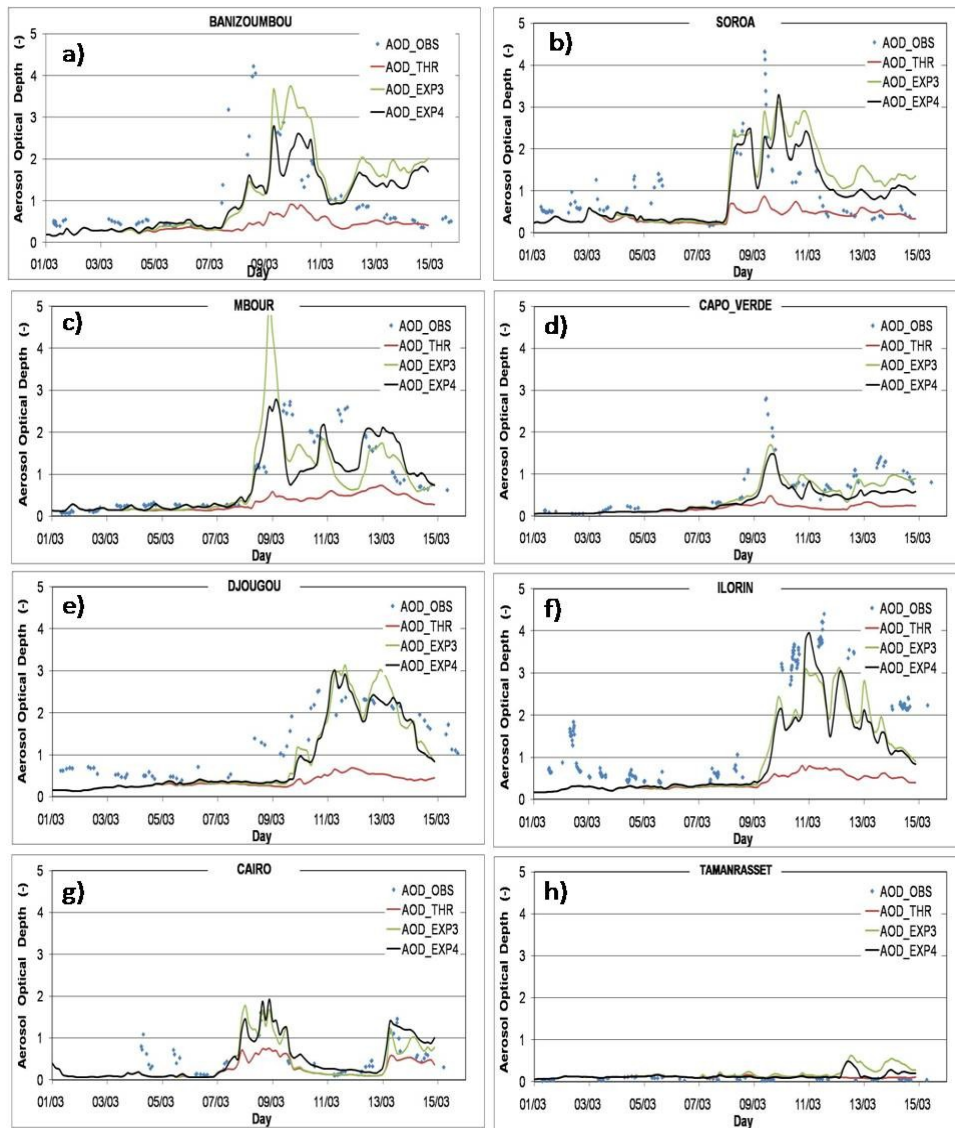 BANIZOUMBOU
a)
Aerosol Optical Depth (-)
5
4
3
2
1
0
AOD_OBS
AOD_THR
AOD_EXP3
AOD_EXP4
01/03 03/03 05/03 07/03 09/03 11/03 13/03 15/03
Day
SOROA
b)
Aerosol Optical Depth (-)
5
4.5
4
3.5
3
2.5
2
1.5
1
0.5
0
AOD_OBS
AOD_THR
AOD_EXP3
AOD_EXP4
01/03 03/03 05/03 07/03 09/03 11/03 13/03 15/03
Day
MBOUR
c)
Aerosol Optical Depth (-)
5
4
3
2
1
0
AOD_OBS
AOD_THR
AOD_EXP3
AOD_EXP4
01/03 03/03 05/03 07/03 09/03 11/03 13/03 15/03
Day
CAPO_VERDE
d)
Aerosol Optical Depth (-)
5
4
3
2
1
0
AOD_OBS
AOD_THR
AOD_EXP3
AOD_EXP4
01/03 03/03 05/03 07/03 09/03 11/03 13/03 15/03
Day
DJOUGOU
e)
Aerosol Optical Depth (-)
5
4
3
2
1
0
AOD_OBS
AOD_THR
AOD_EXP3
AOD_EXP4
01/03 03/03 05/03 07/03 09/03 11/03 13/03 15/03
Day
ILORIN
f)
Aerosol Optical Depth (-)
5
4
3
2
1
0
AOD_OBS
AOD_THR
AOD_EXP3
AOD_EXP4
01/03 03/03 05/03 07/03 09/03 11/03 13/03 15/03
Day
CAIRO
g)
Aerosol Optical Depth (-)
5
4
3
2
1
0
AOD_OBS
AOD_THR
AOD_EXP3
AOD_EXP4
01/03 03/03 05/03 07/03 09/03 11/03 13/03 15/03
Day
TAMANRASSET
h)
Aerosol Optical Depth (-)
5
4
3
2
1
0
AOD_OBS
AOD_THR
AOD_EXP3
AOD_EXP4
01/03 03/03 05/03 07/03 09/03 11/03 13/03 15/03
Day